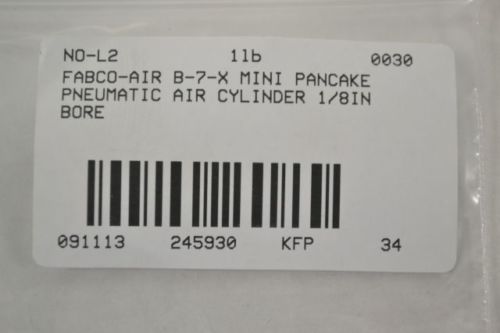 NO-L2 1lb 0030
FABCO-AIR B-7-X MINI PANCAKE
PNEUMATIC AIR CYLINDER 1/8IN
BORE
091113 245930 KFP 34